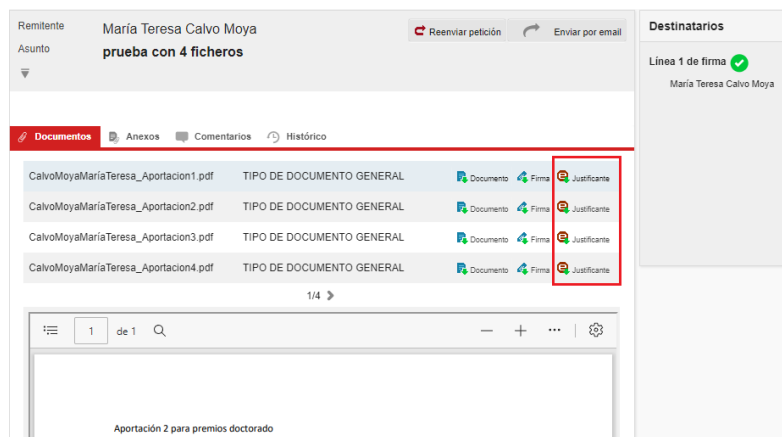 Remitente María Teresa Calvo Moya
Reenviar petición Enviar por email
Asunto prueba con 4 ficheros
Destinatarios
Línea 1 de firma
María Teresa Calvo Moya
Documentos Anexos Comentarios Histórico
CalvoMoyaMaríaTeresa_Aportacion1.pdf TIPO DE DOCUMENTO GENERAL Documento Firma Justificante
CalvoMoyaMaríaTeresa_Aportacion2.pdf TIPO DE DOCUMENTO GENERAL Documento Firma Justificante
CalvoMoyaMaríaTeresa_Aportacion3.pdf TIPO DE DOCUMENTO GENERAL Documento Firma Justificante
CalvoMoyaMaríaTeresa_Aportacion4.pdf TIPO DE DOCUMENTO GENERAL Documento Firma Justificante
1/4
1 de 1
Aportación 2 para premios doctorado